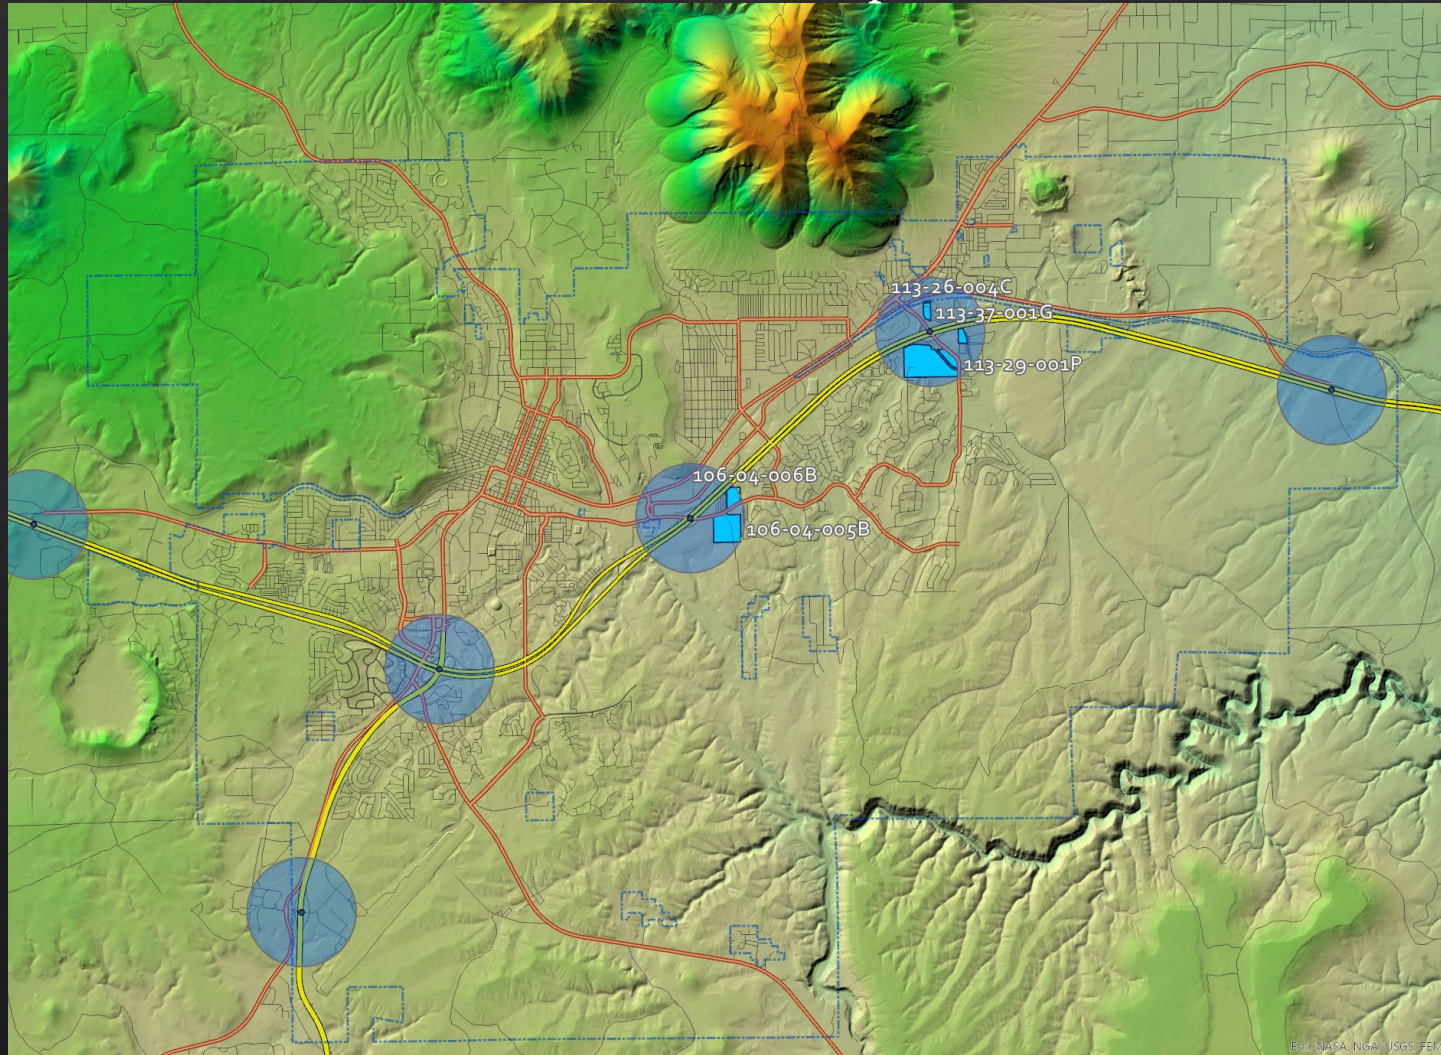 113-26-004C
113-37-001G
113-29-001P
106-04-006B
106-04-005B
Esri, NASA, NGA, USGS, FEM